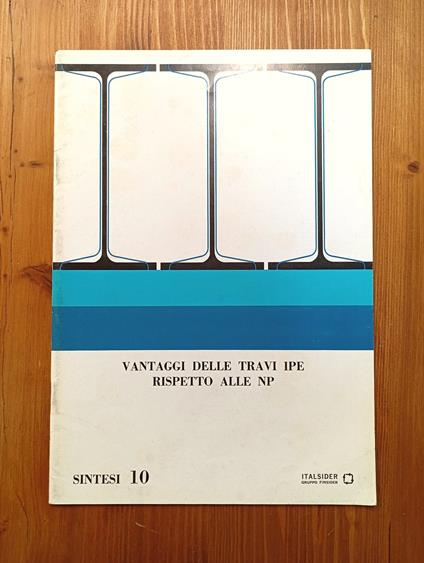 VANTAGGI DELLE TRAVI IPE
RISPETTO ALLE NP
SINTESI 10
ITALSIDER
GRUPPO FINSIDER